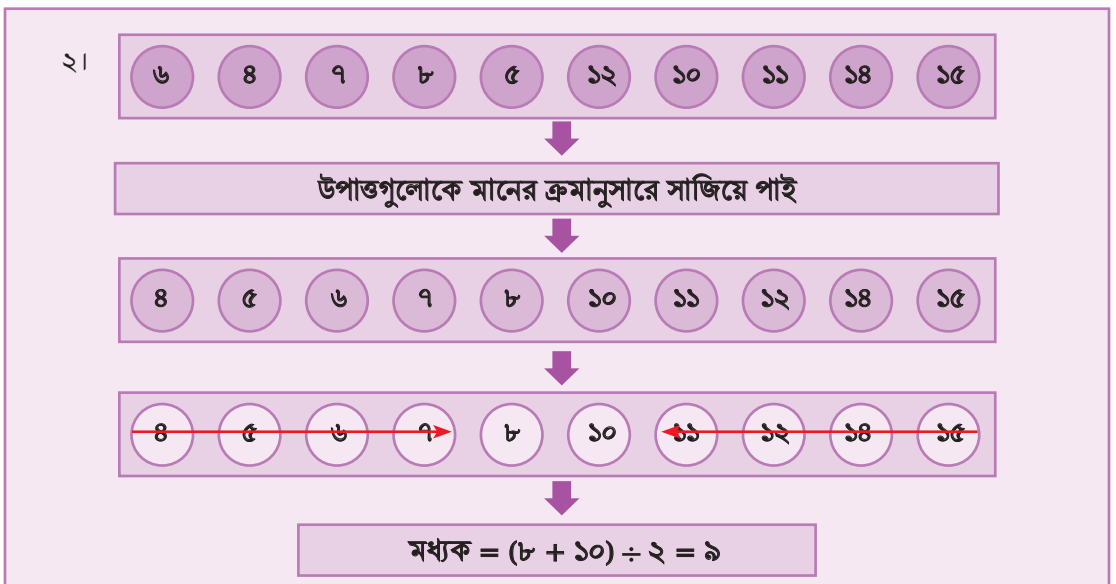 ২। ৬ ৪ ৭ ৮ ৫ ১২ ১০ ১১ ১৪ ১৫
উপাত্তগুলোকে মানের ক্রমানুসারে সাজিয়ে পাই
৪ ৫ ৬ ৭ ৮ ১০ ১১ ১২ ১৪ ১৫
৪ ৫ ৬ ৭ ৮ ১০ ১১ ১২ ১৪ ১৫
মধ্যক = (৮ + ১০) ÷ ২ = ৯